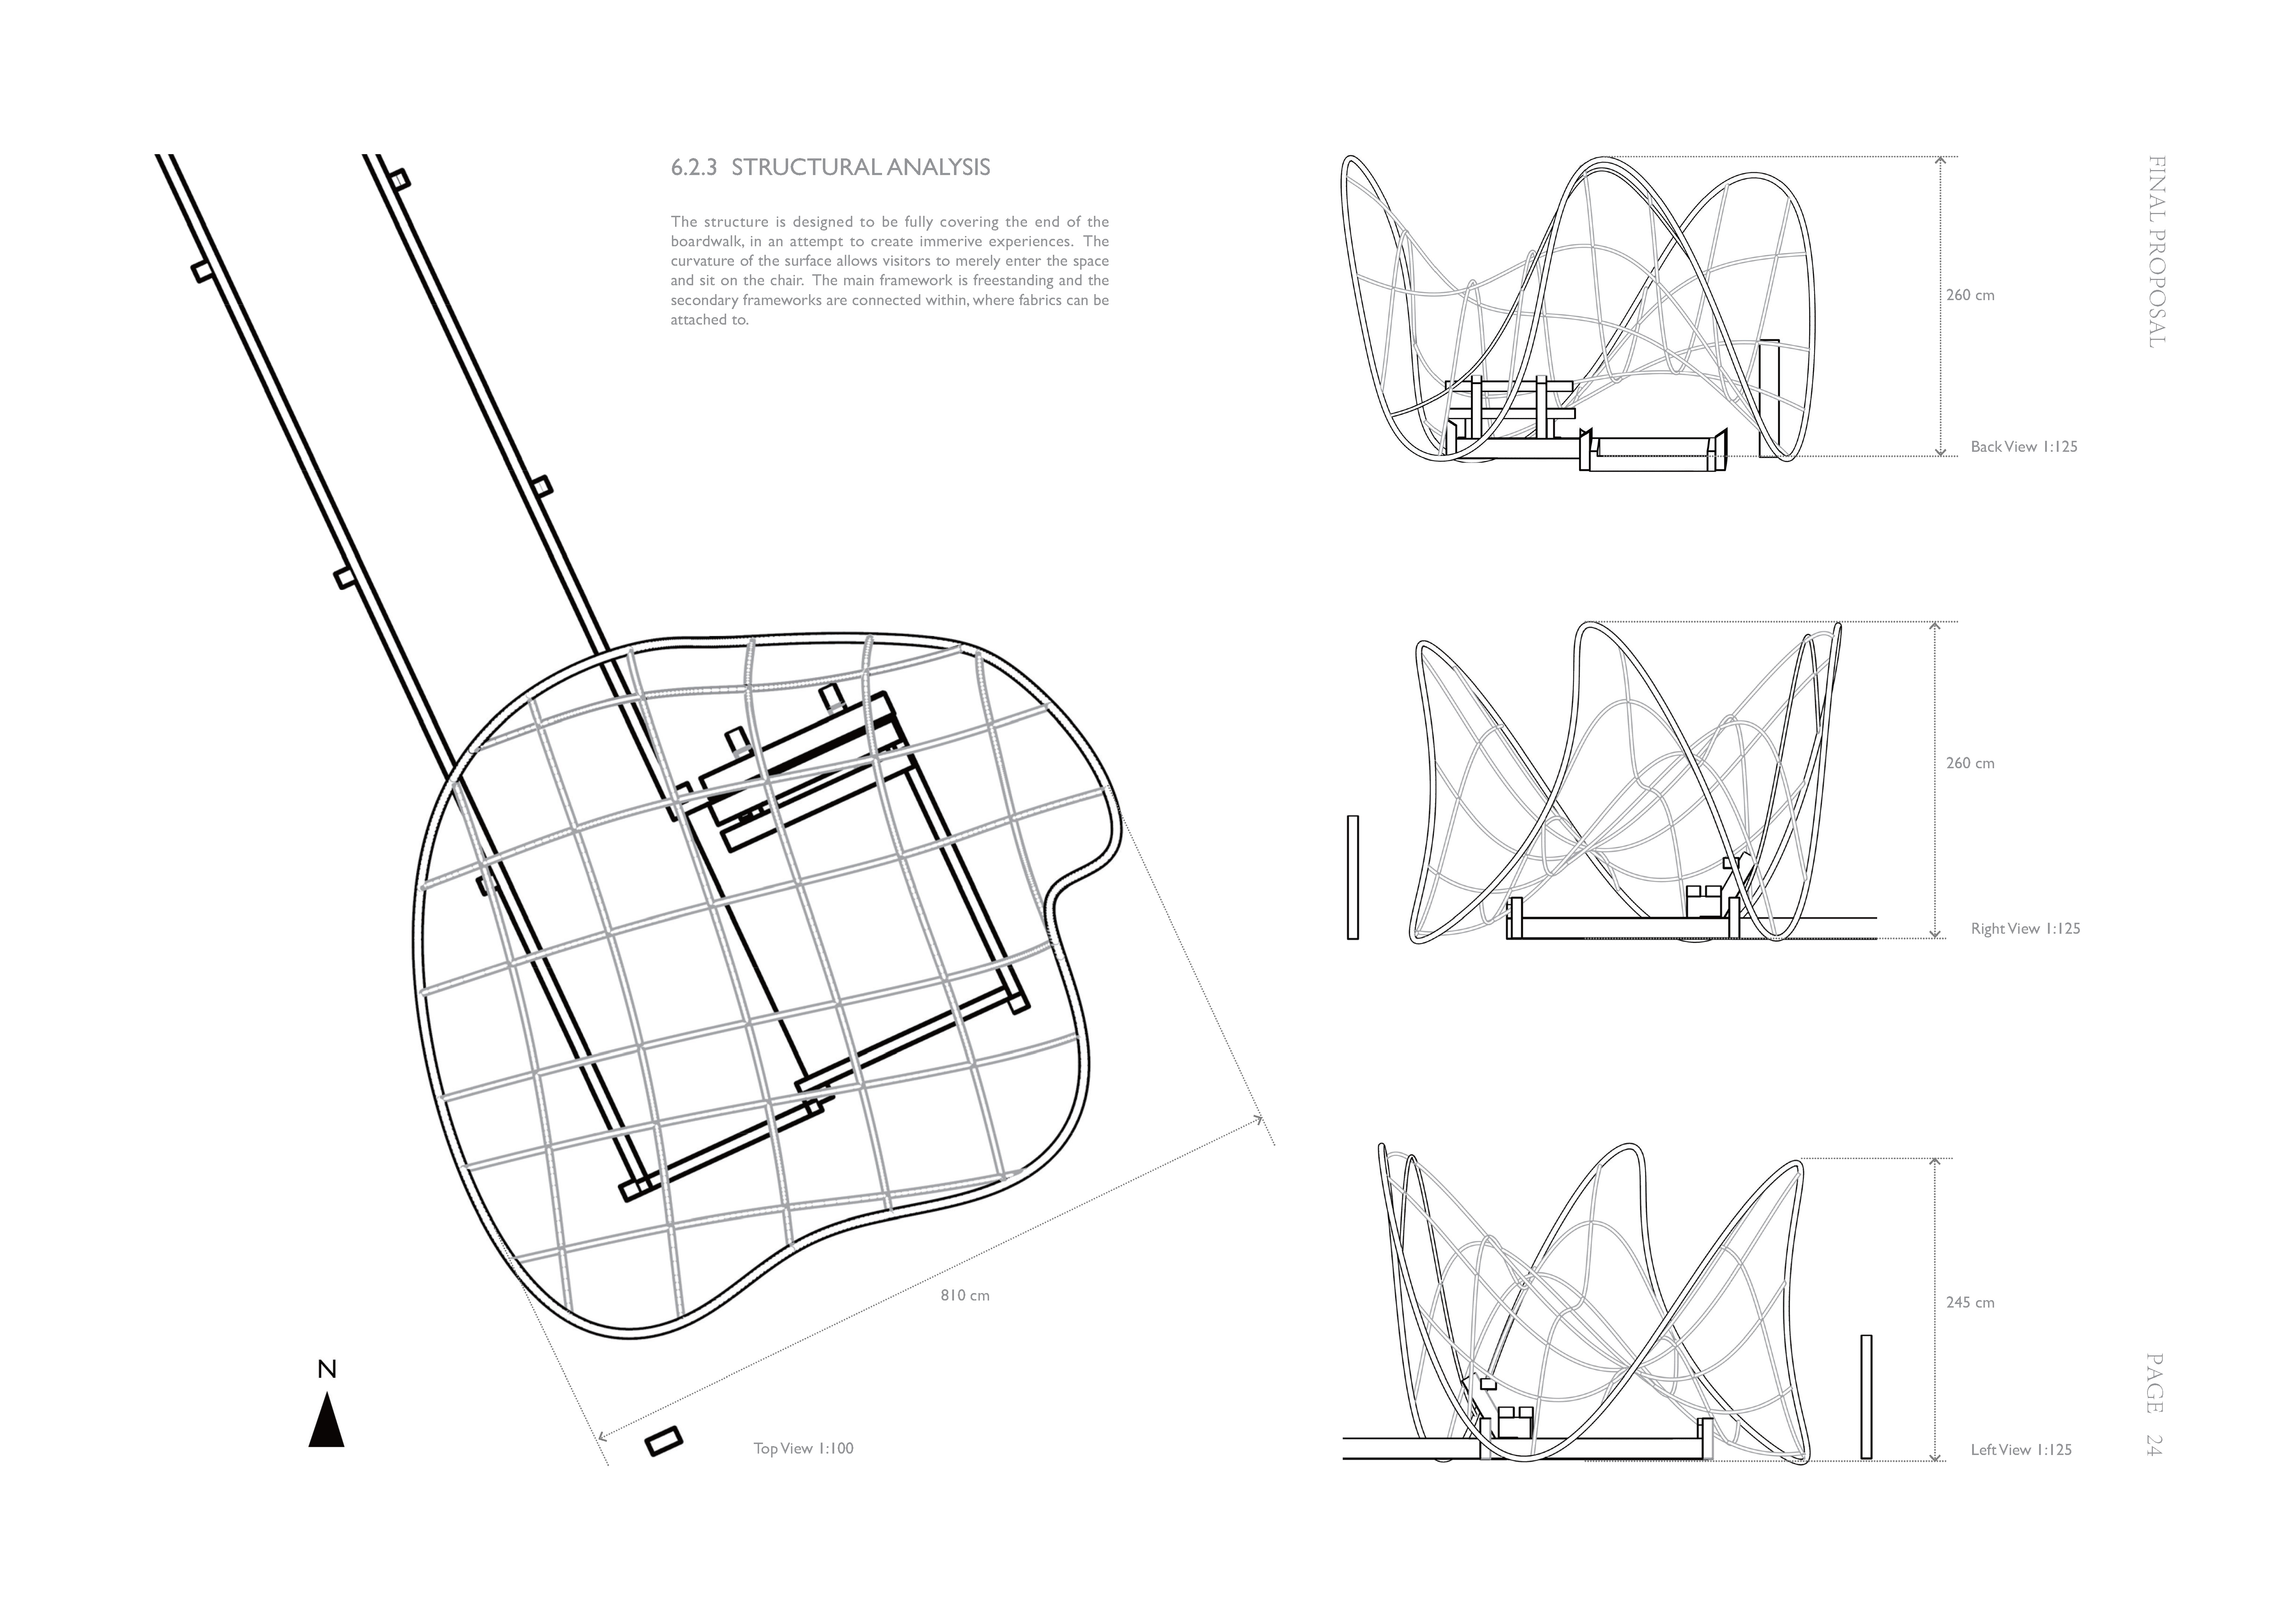 6.2.3 STRUCTURAL ANALYSIS
The structure is designed to be fully covering the end of the
boardwalk, in an attempt to create immerive experiences. The
curvature of the surface allows visitors to merely enter the space
and sit on the chair. The main framework is freestanding and the
secondary frameworks are connected within, where fabrics can be
attached to.
810 cm
N
Top View 1:100
260 cm
Back View 1:125
260 cm
Right View 1:125
245 cm
Left View 1:125
FINAL PROPOSAL
PAGE 24